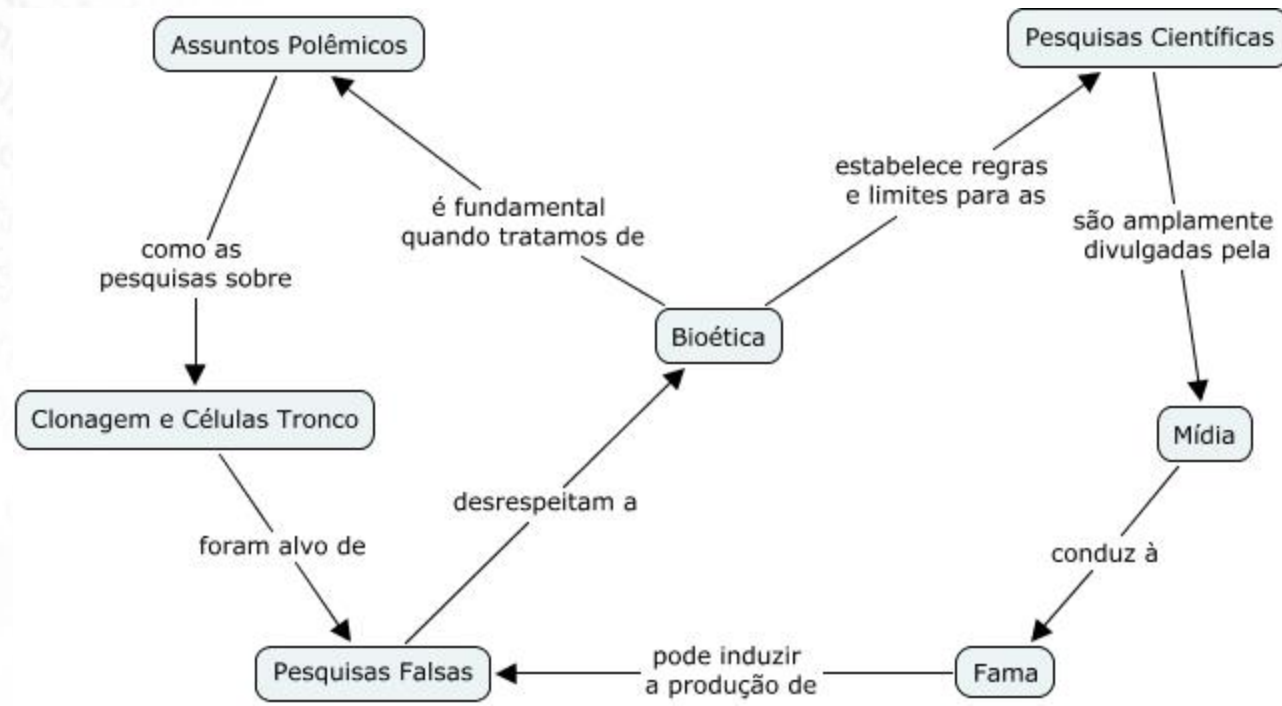 Assuntos Polêmicos
Pesquisas Científicas
estabelece regras
e limites para as
é fundamental
quando tratamos de
são amplamente
divulgadas pela
como as
pesquisas sobre
Bioética
Clonagem e Células Tronco
Mídia
desrespeitam a
foram alvo de
conduz à
pode induzir
a produção de
Pesquisas Falsas
Fama